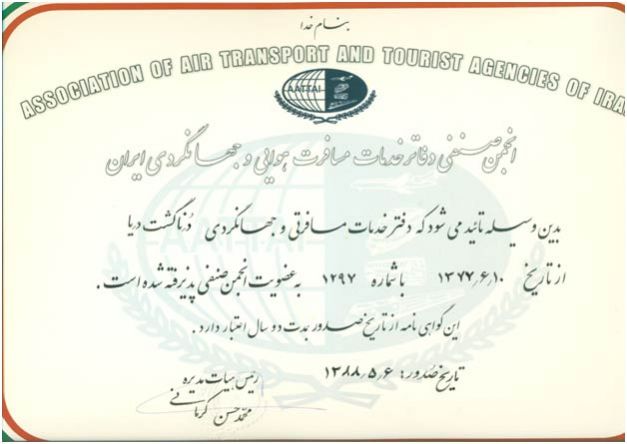 بنام خدا
ASSOCIATION OF AIR TRANSPORT AND TOURIST AGENCIES OF IRA
AATTAI
انجمن صنفی دفاتر خدمات مسافرت هوایی و جهانگردی ایران
بدین وسیله تائید می شود که دفتر خدمات مسافرتی و جهانگردی دُناگشت دریا
از تاریخ ۱۳۷۷٫۶٫۱۰ با شماره ۱۲۹۷ به عضویت انجمن صنفی پذیرفته شده است .
این گواهی نامه از تاریخ صدور بمدت دو سال اعتبار دارد .
تاریخ صدور: ۱۳۸۸٫۵٫۶
رئیس هیات مدیره
محمدحسن کرمانی